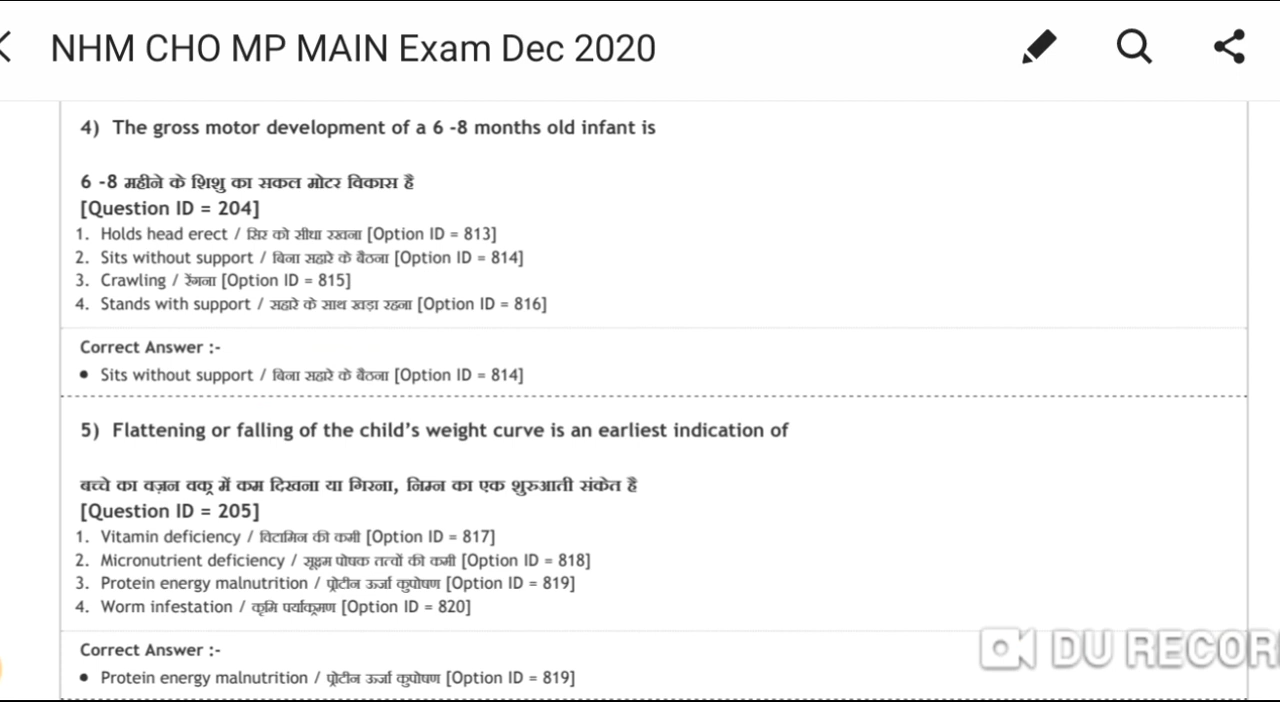 NHM CHO MP MAIN Exam Dec 2020
4) The gross motor development of a 6 -8 months old infant is
6 -8 महीने के शिशु का सकल मोटर विकास है
[Question ID = 204]
1. Holds head erect / सिर को सीधा रखना [Option ID = 813]
2. Sits without support / बिना सहारे के बैठना [Option ID = 814]
3. Crawling / रेंगना [Option ID = 815]
4. Stands with support / सहारे के साथ खड़ा रहना [Option ID = 816]
Correct Answer :-
• Sits without support / बिना सहारे के बैठना [Option ID = 814]
5) Flattening or falling of the child's weight curve is an earliest indication of
बच्चे का वज़न वक्र में कम दिखना या गिरना, निम्न का एक शुरुआती संकेत है
[Question ID = 205]
1. Vitamin deficiency / विटामिन की कमी [Option ID = 817]
2. Micronutrient deficiency / सूक्ष्म पोषक तत्वों की कमी [Option ID = 818]
3. Protein energy malnutrition / प्रोटीन ऊर्जा कुपोषण [Option ID = 819]
4. Worm infestation / कृमि पर्याक्रमण [Option ID = 820]
DU RECOR
Correct Answer :-
• Protein energy malnutrition / प्रोटीन ऊर्जा कुपोषण [Option ID = 819]